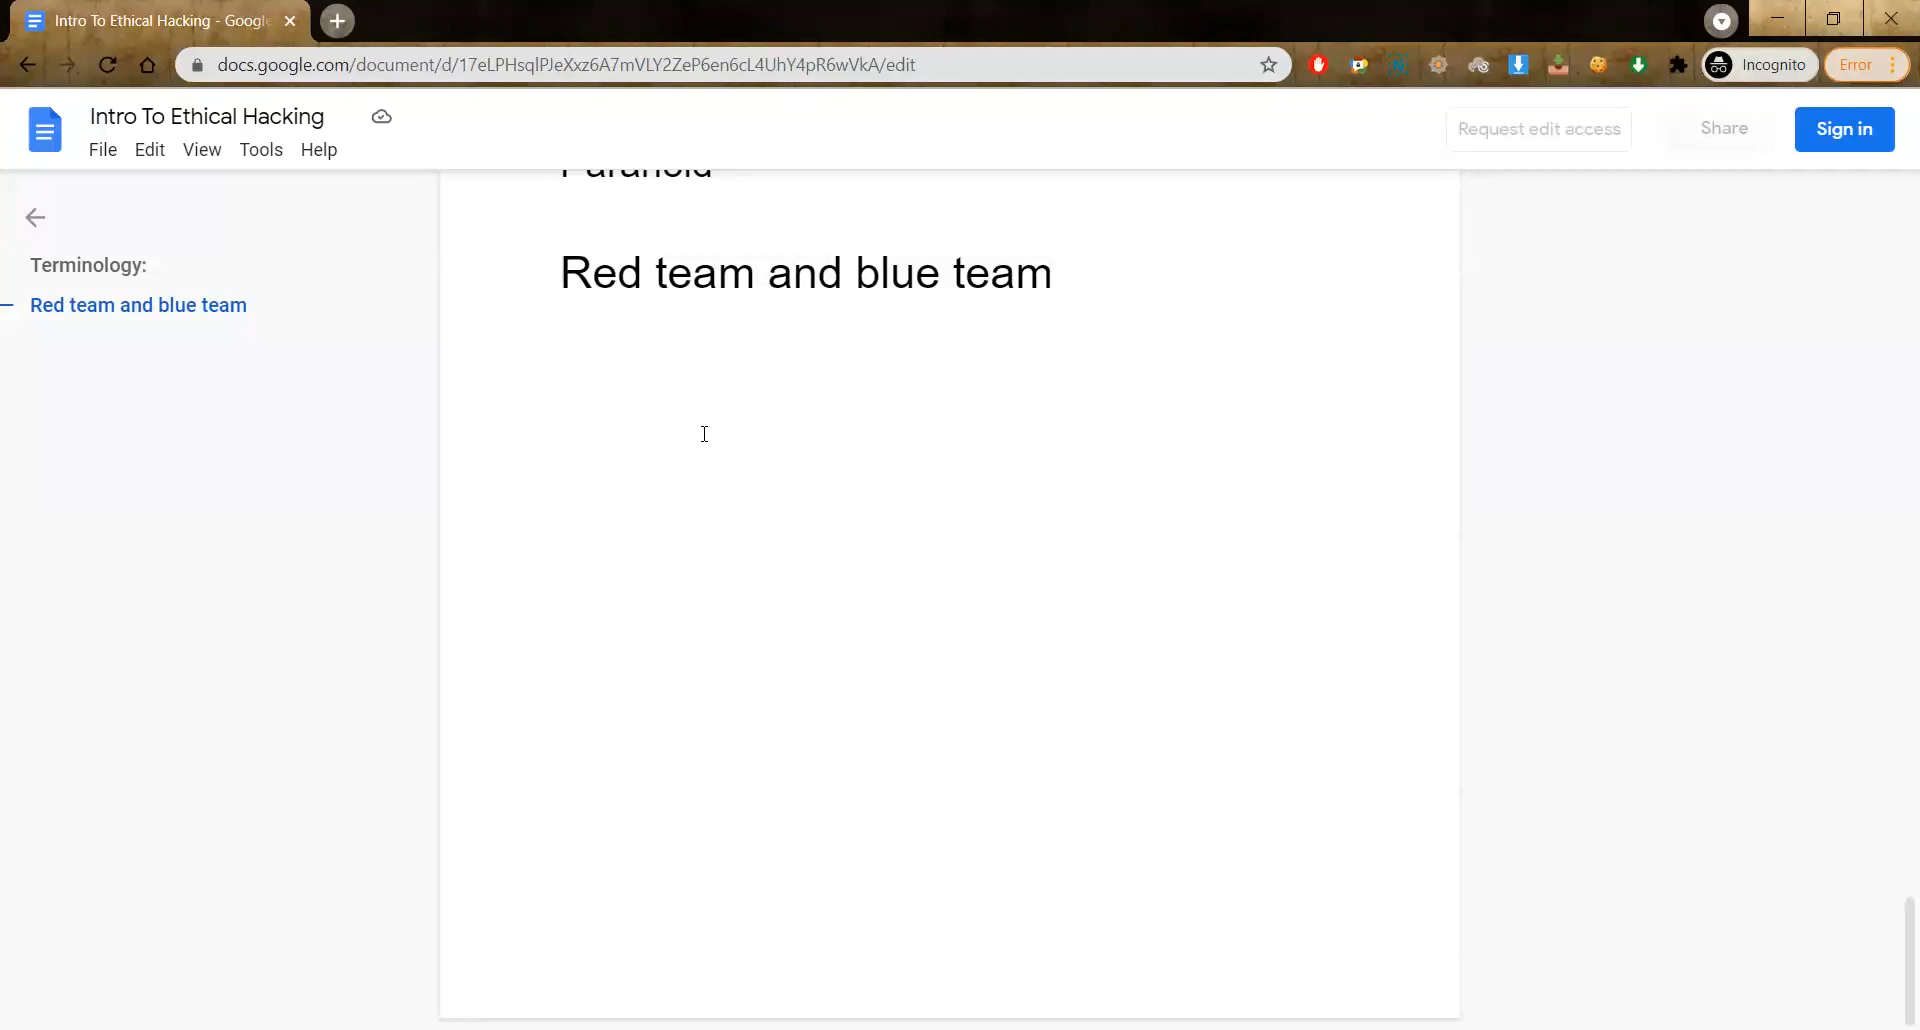 Intro To Ethical Hacking - Google
docs.google.com/document/d/17eLPHsqlPJeXxz6A7mVLY2ZeP6en6cL4UhY4pR6wVkA/edit
Incognito
Error
Intro To Ethical Hacking
File Edit View Tools Help
Request edit access
Share
Sign in
Paranoid
Terminology:
Red team and blue team
Red team and blue team